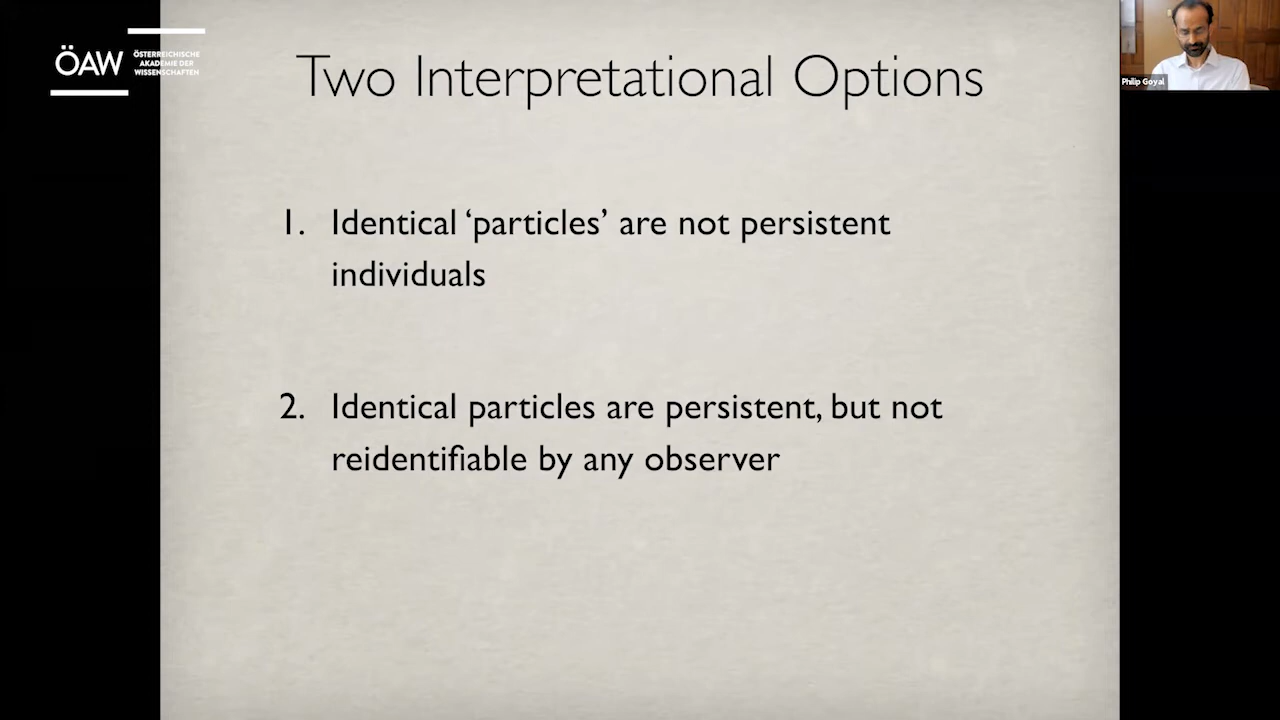 ÖAW
ÖSTERREICHISCHE
AKADEMIE DER
WISSENSCHAFTEN
Two Interpretational Options
Philip Goyal
1. Identical ‘particles’ are not persistent
individuals
2. Identical particles are persistent, but not
reidentifiable by any observer